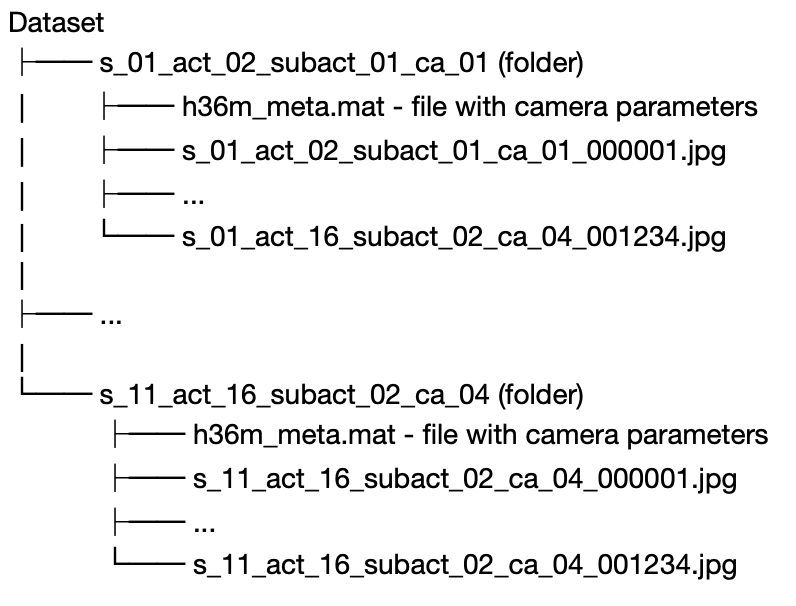 Dataset
├── s_01_act_02_subact_01_ca_01 (folder)
│ ├── h36m_meta.mat - file with camera parameters
│ ├── s_01_act_02_subact_01_ca_01_000001.jpg
│ ├── ...
│ └── s_01_act_16_subact_02_ca_04_001234.jpg
│
├── ...
│
└── s_11_act_16_subact_02_ca_04 (folder)
├── h36m_meta.mat - file with camera parameters
├── s_11_act_16_subact_02_ca_04_000001.jpg
├── ...
└── s_11_act_16_subact_02_ca_04_001234.jpg